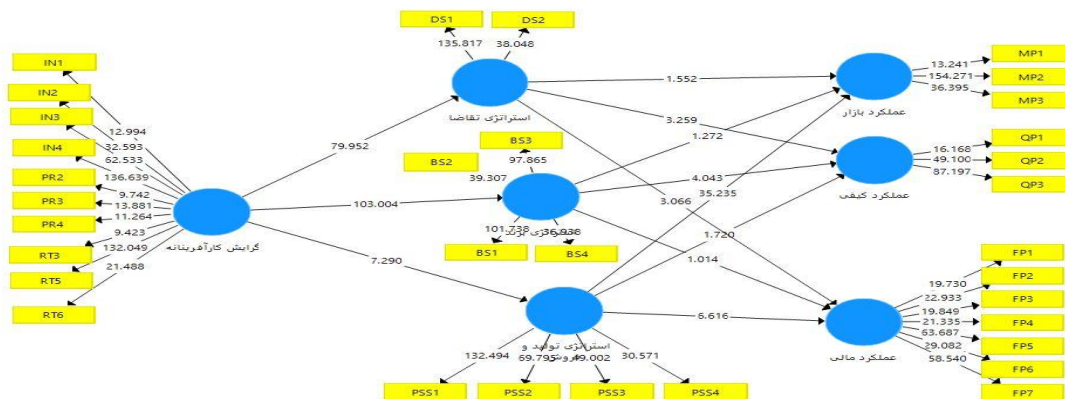 DS1
DS2
135.817
38.048
استراتژی تقاضا
IN1
IN2
IN3
IN4
PR2
PR3
PR4
RT3
RT5
RT6
12.994
32.593
62.533
136.639
9.742
13.881
11.264
9.423
132.049
21.488
گرایش کارآفرینانه
79.952
103.004
7.290
BS3
BS2
97.865
39.307
101.738
36.938
استراتژی برند
BS1
BS4
استراتژی تولید و
فروش
132.494
69.795
49.002
30.571
PSS1
PSS2
PSS3
PSS4
1.552
3.259
1.272
4.043
3.066
35.235
1.720
1.014
6.616
عملکرد بازار
13.241
154.271
36.395
MP1
MP2
MP3
عملکرد کیفی
16.168
49.100
87.197
QP1
QP2
QP3
عملکرد مالی
19.730
22.933
19.849
21.335
63.687
29.082
58.540
FP1
FP2
FP3
FP4
FP5
FP6
FP7